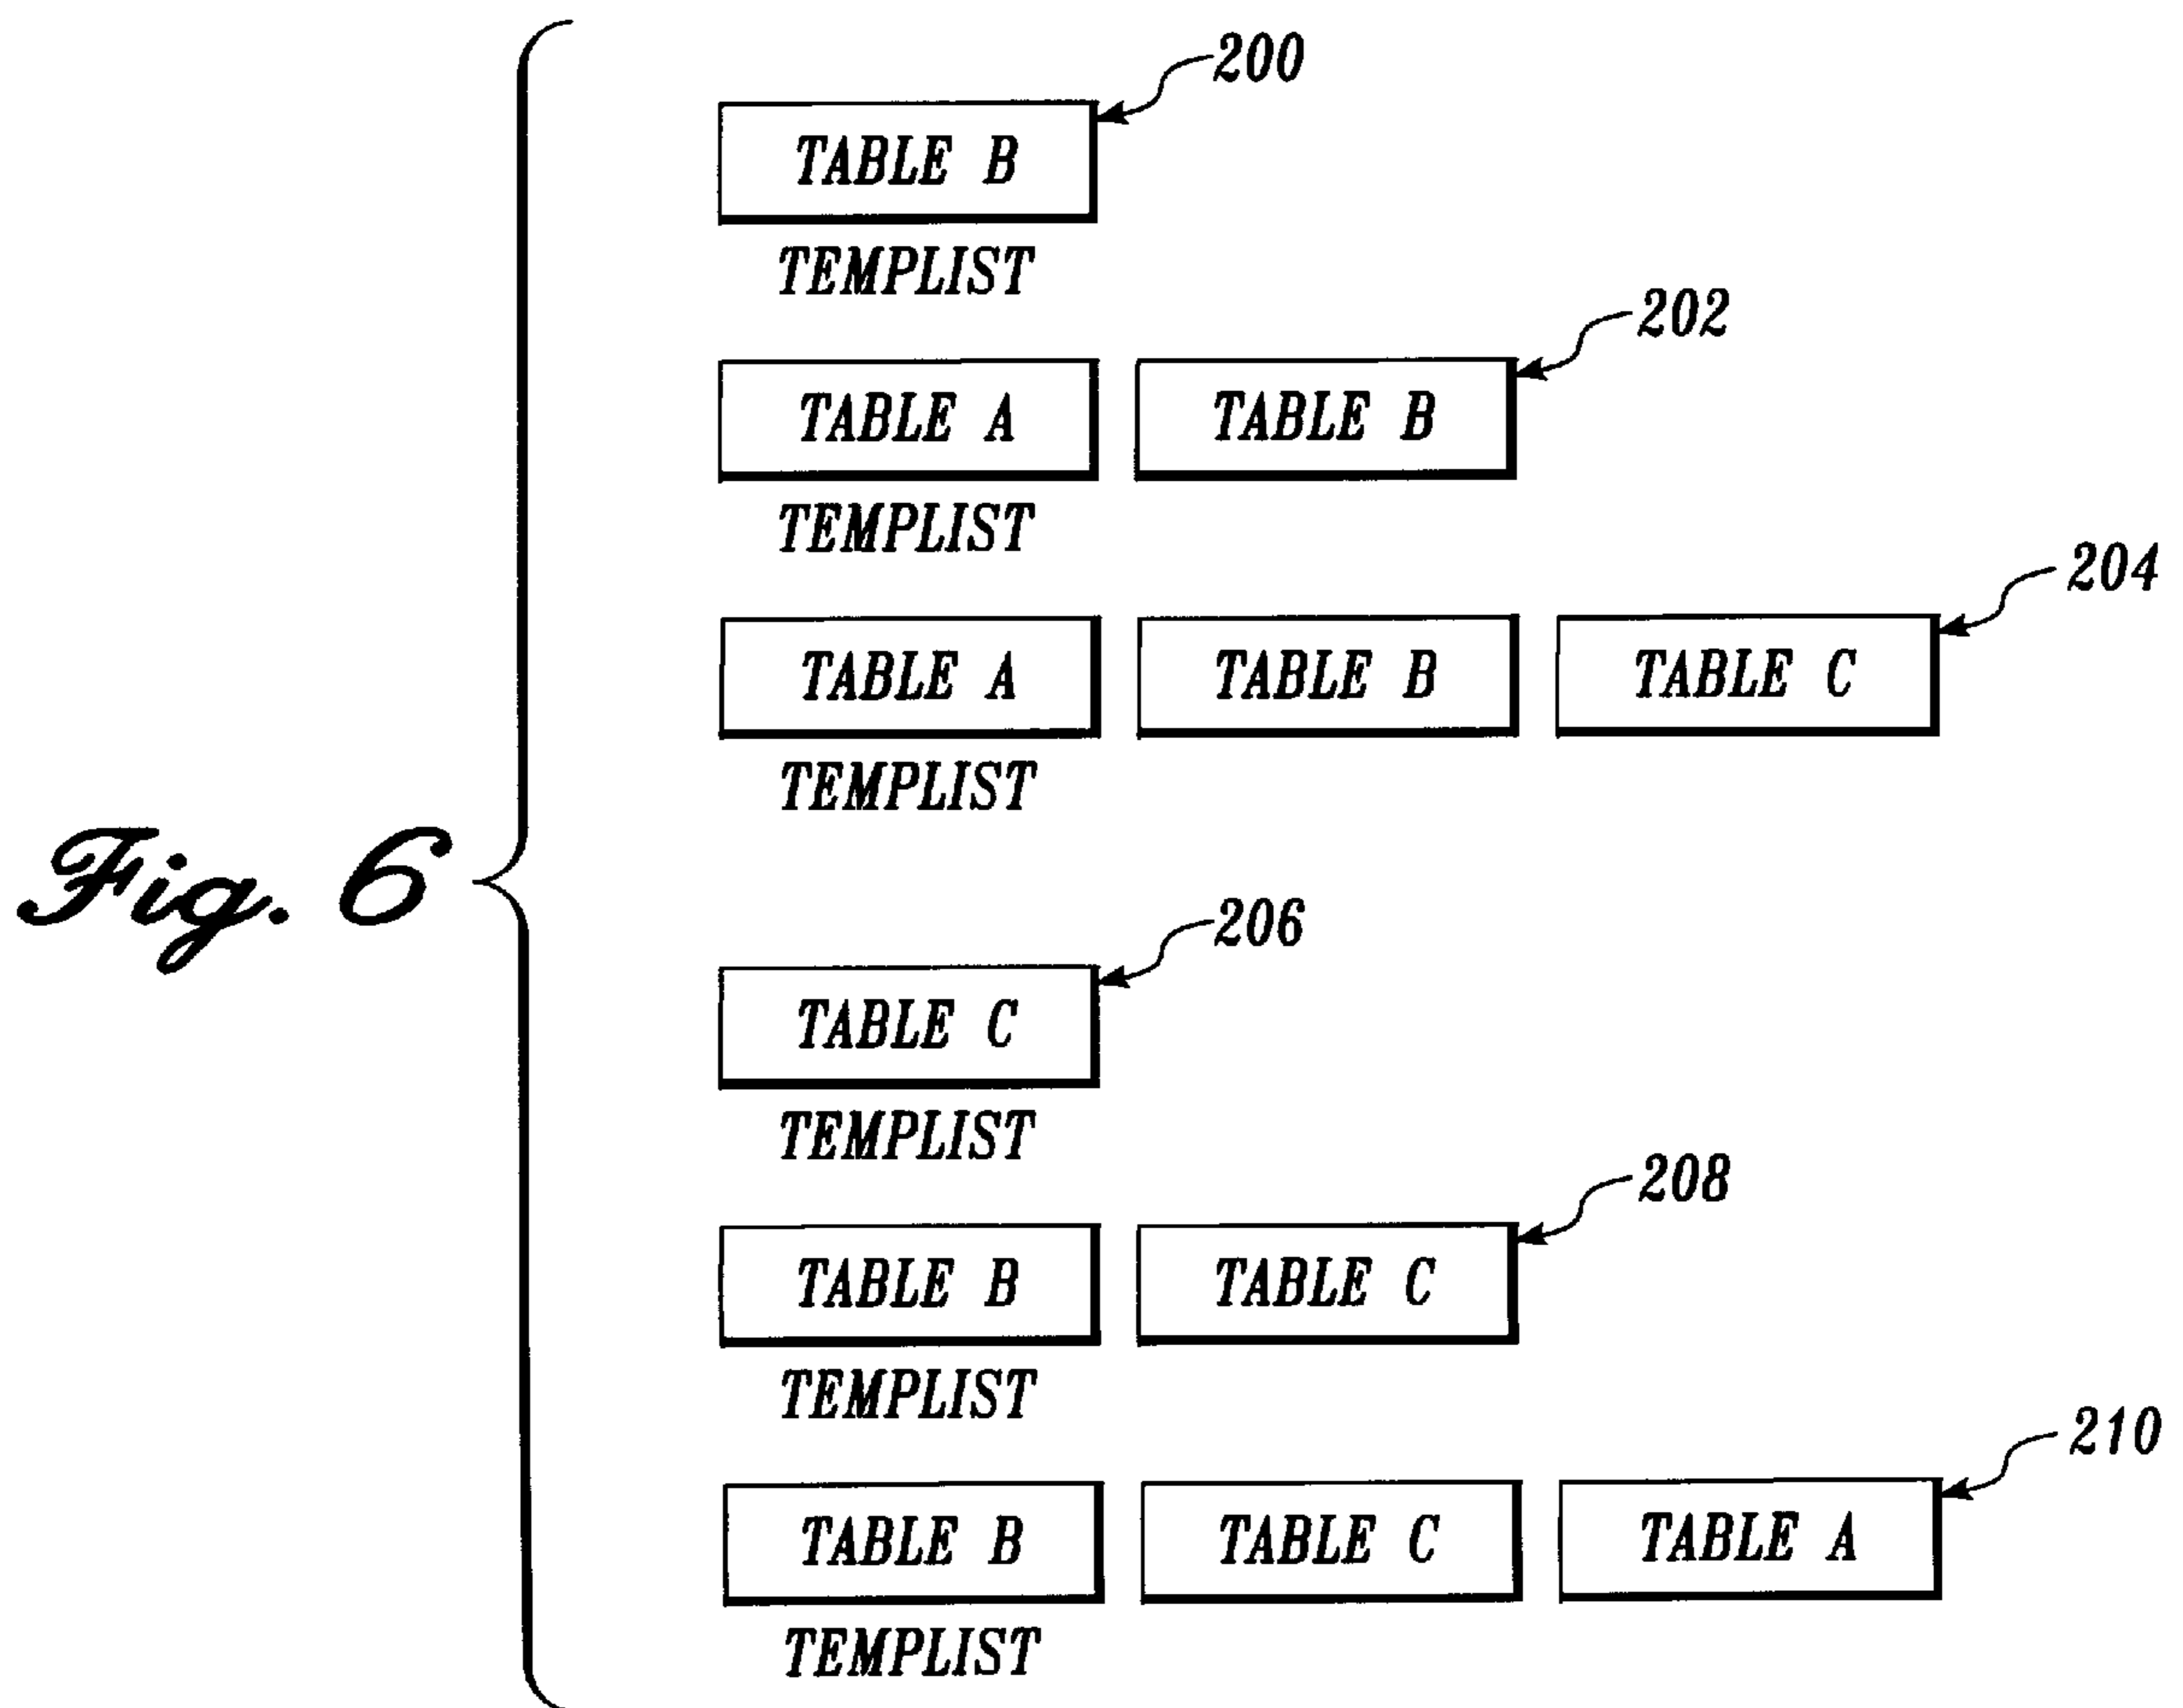 200
TABLE B
TEMPLIST
202
TABLE A TABLE B
TEMPLIST
204
TABLE A TABLE B TABLE C
TEMPLIST
Fig. 6
206
TABLE C
TEMPLIST
208
TABLE B TABLE C
TEMPLIST
210
TABLE B TABLE C TABLE A
TEMPLIST